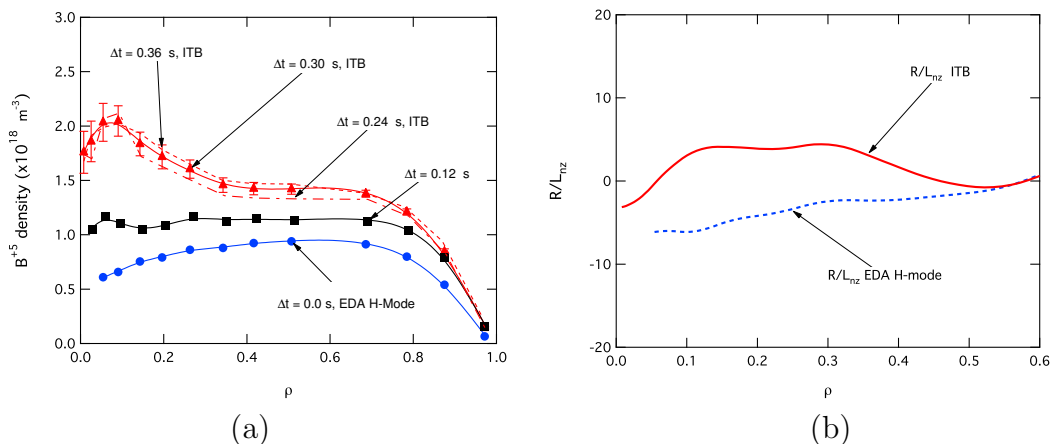 3.0
2.5
2.0
1.5
1.0
0.5
0.0
B+5 density (x10^18 m^-3)
Δt = 0.36 s, ITB
Δt = 0.30 s, ITB
Δt = 0.24 s, ITB
Δt = 0.12 s
Δt = 0.0 s, EDA H-Mode
0.0 0.2 0.4 0.6 0.8 1.0
ρ
(a)
20
10
0
-10
-20
R/Lnz
R/Lnz ITB
R/Lnz EDA H-mode
0.0 0.1 0.2 0.3 0.4 0.5 0.6
ρ
(b)